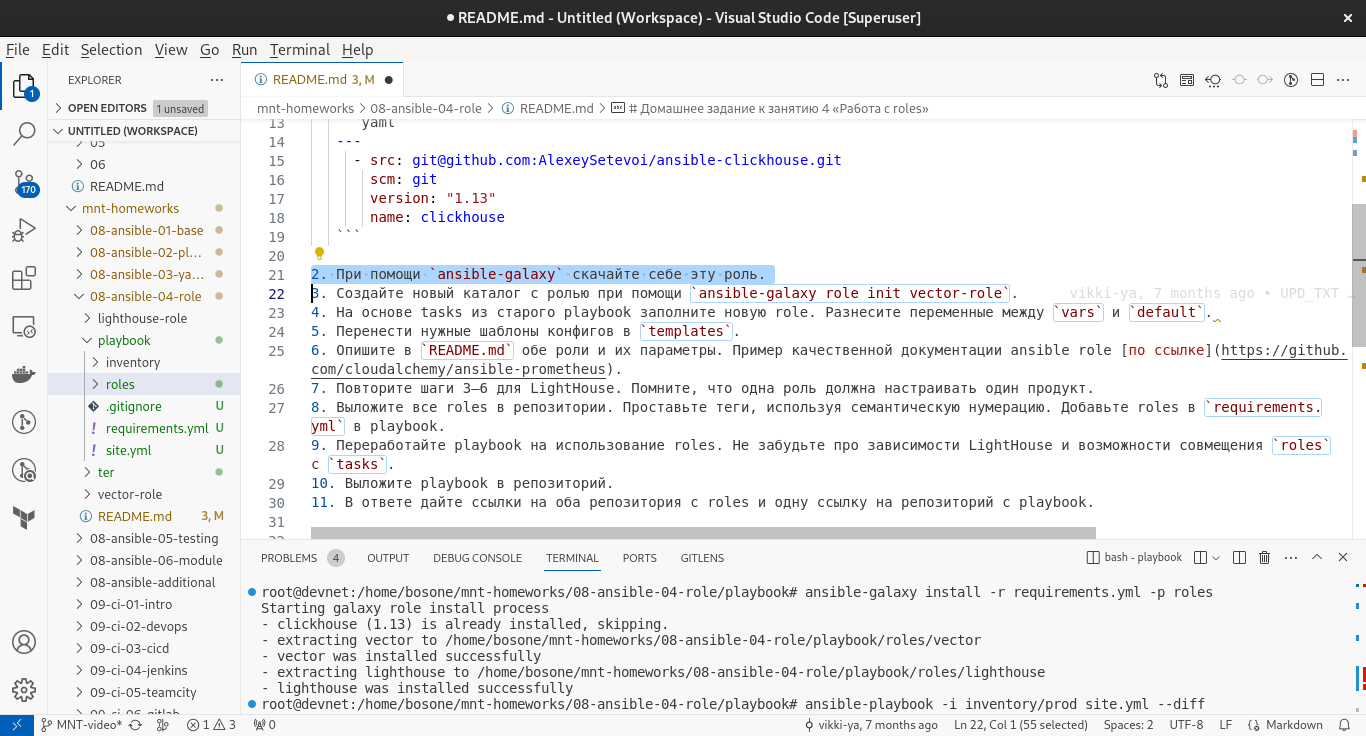 README.md - Untitled (Workspace) - Visual Studio Code [Superuser]
File Edit Selection View Go Run Terminal Help
EXPLORER
OPEN EDITORS 1 unsaved
UNTITLED (WORKSPACE)
05
06
README.md
mnt-homeworks
08-ansible-01-base
08-ansible-02-pl...
08-ansible-03-ya...
08-ansible-04-role
lighthouse-role
playbook
inventory
roles
.gitignore U
requirements.yml U
site.yml U
ter
vector-role
README.md 3, M
08-ansible-05-testing
08-ansible-06-module
08-ansible-additional
09-ci-01-intro
09-ci-02-devops
09-ci-03-cicd
09-ci-04-jenkins
09-ci-05-teamcity
09-ci-06-gitlab
1
170
README.md 3, M
mnt-homeworks > 08-ansible-04-role > README.md > # Домашнее задание к занятию 4 «Работа с roles»
13 yaml
14 ---
15 - src: git@github.com:AlexeySetevoi/ansible-clickhouse.git
16 scm: git
17 version: "1.13"
18 name: clickhouse
19 ```
20
21 2. При помощи `ansible-galaxy` скачайте себе эту роль.
22 3. Создайте новый каталог с ролью при помощи `ansible-galaxy role init vector-role`. vikki-ya, 7 months ago • UPD_TXT …
23 4. На основе tasks из старого playbook заполните новую role. Разнесите переменные между `vars` и `default`.
24 5. Перенести нужные шаблоны конфигов в `templates`.
25 6. Опишите в `README.md` обе роли и их параметры. Пример качественной документации ansible role [по ссылке](https://github.
com/cloudalchemy/ansible-prometheus).
26 7. Повторите шаги 3–6 для LightHouse. Помните, что одна роль должна настраивать один продукт.
27 8. Выложите все roles в репозитории. Проставьте теги, используя семантическую нумерацию. Добавьте roles в `requirements.
yml` в playbook.
28 9. Переработайте playbook на использование roles. Не забудьте про зависимости LightHouse и возможности совмещения `roles`
с `tasks`.
29 10. Выложите playbook в репозиторий.
30 11. В ответе дайте ссылки на оба репозитория с roles и одну ссылку на репозиторий с playbook.
31
PROBLEMS 4 OUTPUT DEBUG CONSOLE TERMINAL PORTS GITLENS bash - playbook
root@devnet:/home/bosone/mnt-homeworks/08-ansible-04-role/playbook# ansible-galaxy install -r requirements.yml -p roles
Starting galaxy role install process
- clickhouse (1.13) is already installed, skipping.
- extracting vector to /home/bosone/mnt-homeworks/08-ansible-04-role/playbook/roles/vector
- vector was installed successfully
- extracting lighthouse to /home/bosone/mnt-homeworks/08-ansible-04-role/playbook/roles/lighthouse
- lighthouse was installed successfully
root@devnet:/home/bosone/mnt-homeworks/08-ansible-04-role/playbook# ansible-playbook -i inventory/prod site.yml --diff
MNT-video* 1 3 0 vikki-ya, 7 months ago Ln 22, Col 1 (55 selected) Spaces: 2 UTF-8 LF Markdown